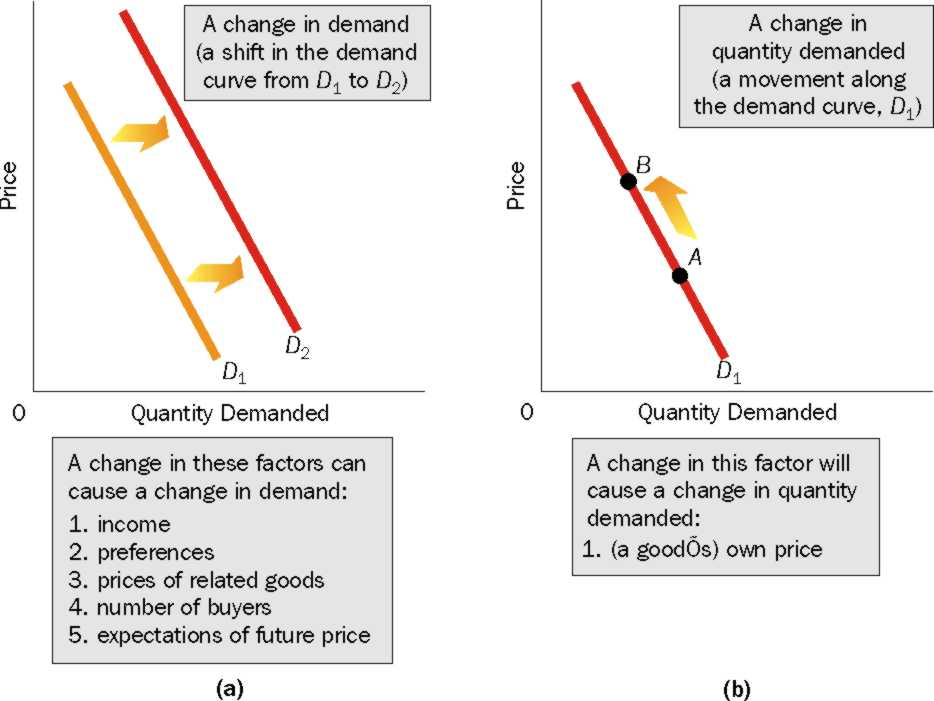 A change in demand
(a shift in the demand
curve from D₁ to D₂)
Price
D₂
D₁
0
Quantity Demanded
A change in these factors can
cause a change in demand:
1. income
2. preferences
3. prices of related goods
4. number of buyers
5. expectations of future price
(a)
A change in
quantity demanded
(a movement along
the demand curve, D₁)
Price
B
A
D₁
0
Quantity Demanded
A change in this factor will
cause a change in quantity
demanded:
1. (a goodÕs) own price
(b)